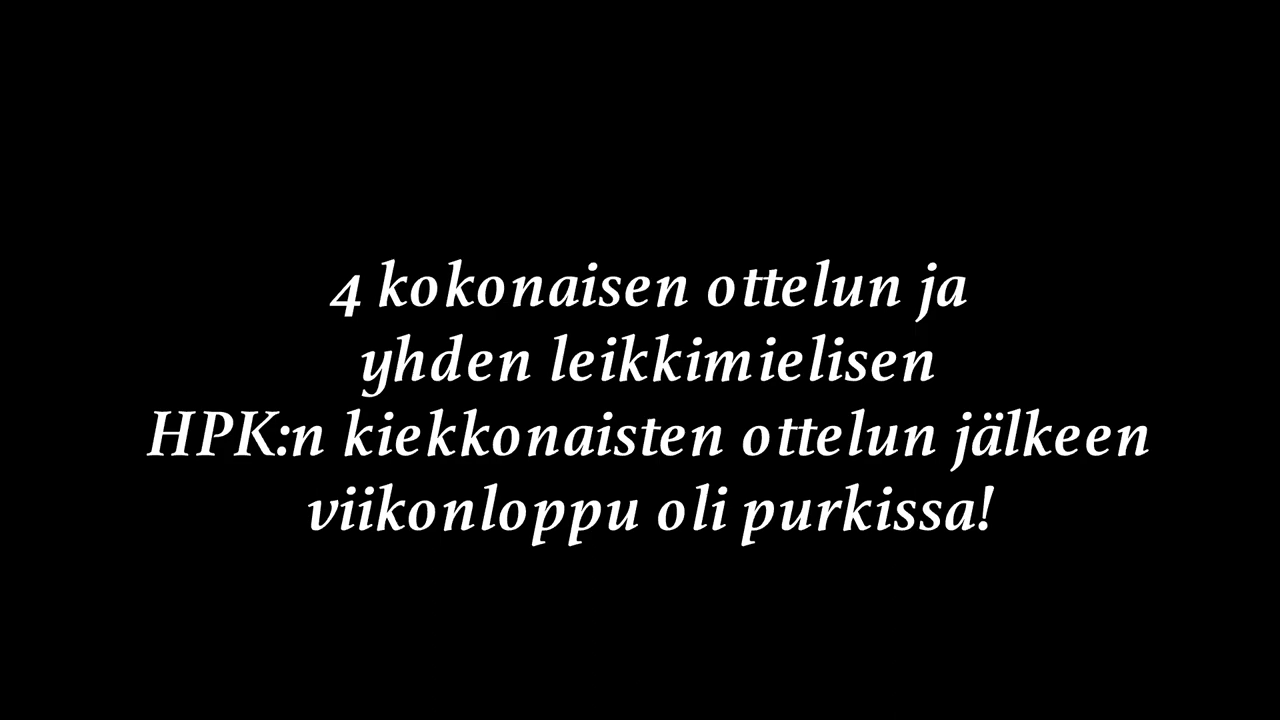 4 kokonaisen ottelun ja
yhden leikkimielisen
HPK:n kiekkonaisten ottelun jälkeen
viikonloppu oli purkissa!